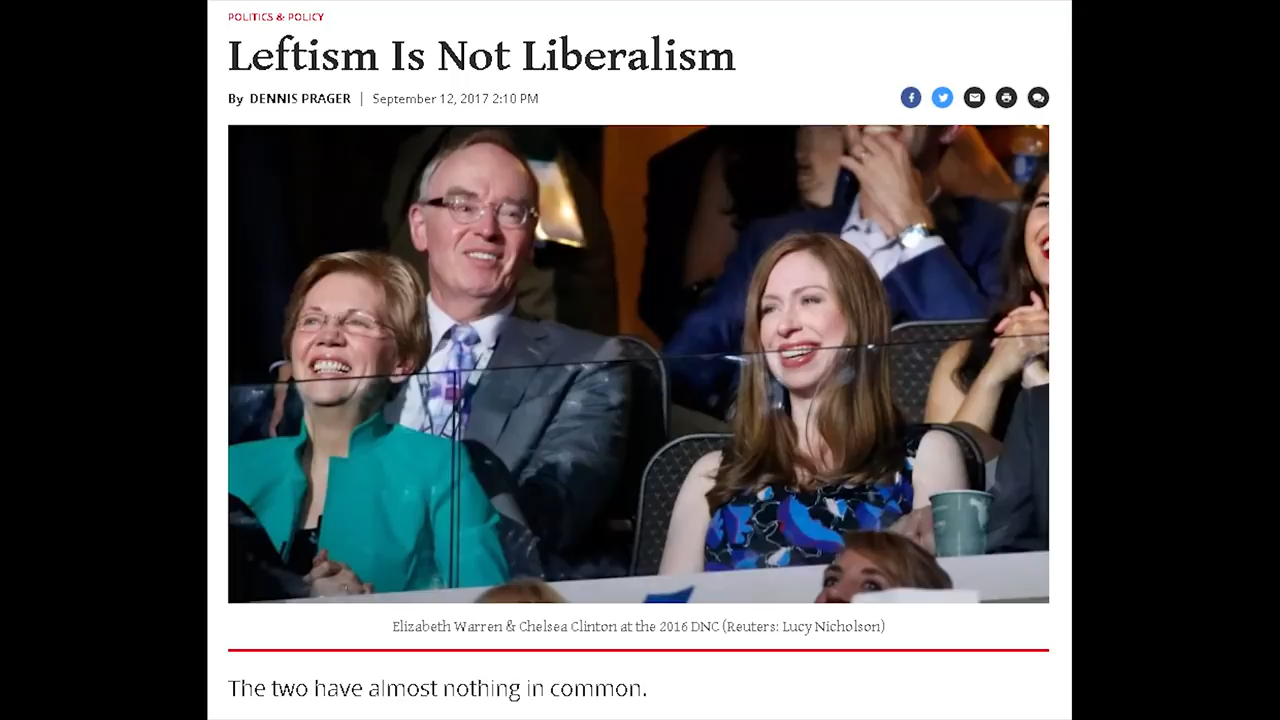 POLITICS & POLICY
Leftism Is Not Liberalism
By DENNIS PRAGER | September 12, 2017 2:10 PM
Elizabeth Warren & Chelsea Clinton at the 2016 DNC (Reuters: Lucy Nicholson)
The two have almost nothing in common.